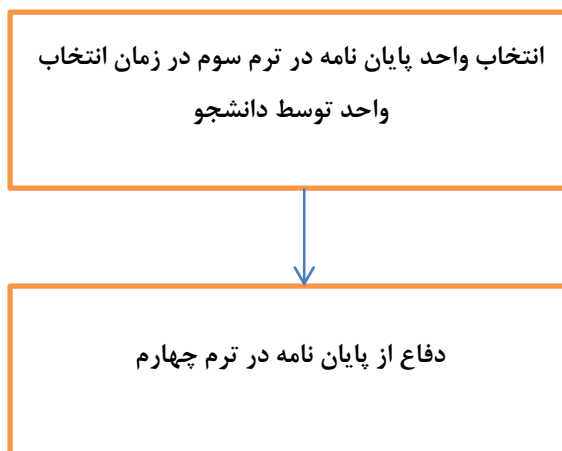 انتخاب واحد پایان نامه در ترم سوم در زمان انتخاب
واحد توسط دانشجو
دفاع از پایان نامه در ترم چهارم